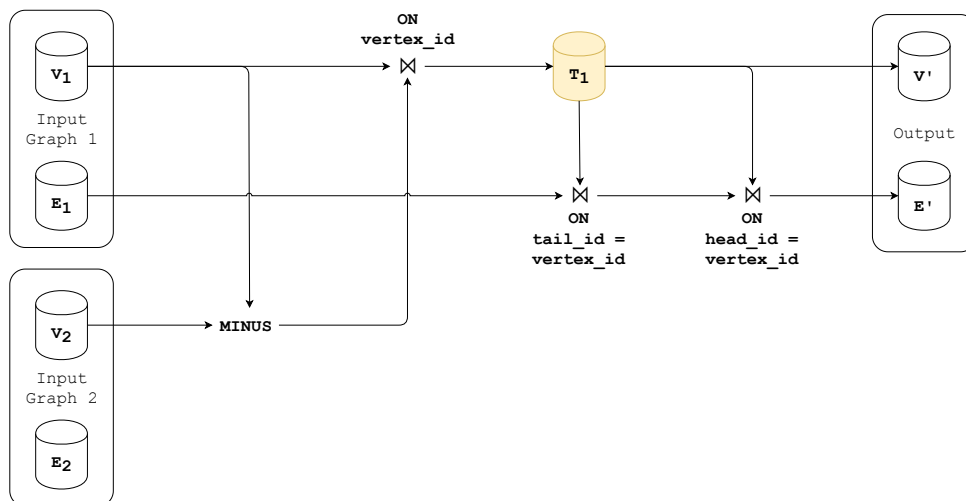 ON
vertex_id
V1
T1
V'
Input
Graph 1
Output
E1
E'
ON
tail_id =
vertex_id
ON
head_id =
vertex_id
V2
MINUS
Input
Graph 2
E2